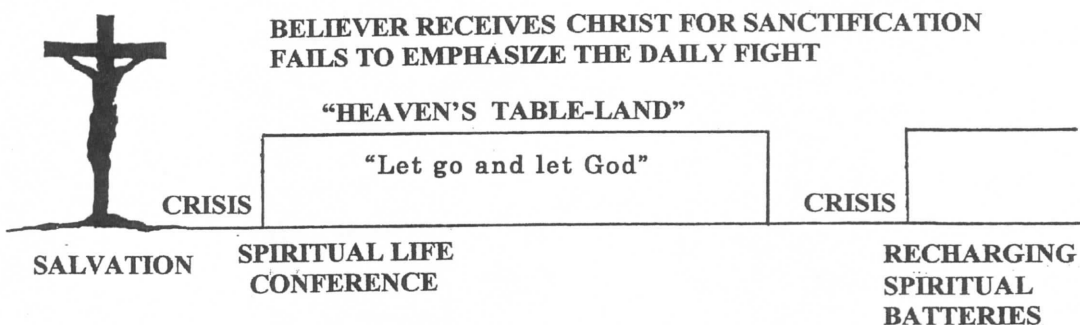 BELIEVER RECEIVES CHRIST FOR SANCTIFICATION
FAILS TO EMPHASIZE THE DAILY FIGHT
“HEAVEN’S TABLE-LAND”
“Let go and let God”
CRISIS
CRISIS
SALVATION
SPIRITUAL LIFE
CONFERENCE
RECHARGING
SPIRITUAL
BATTERIES